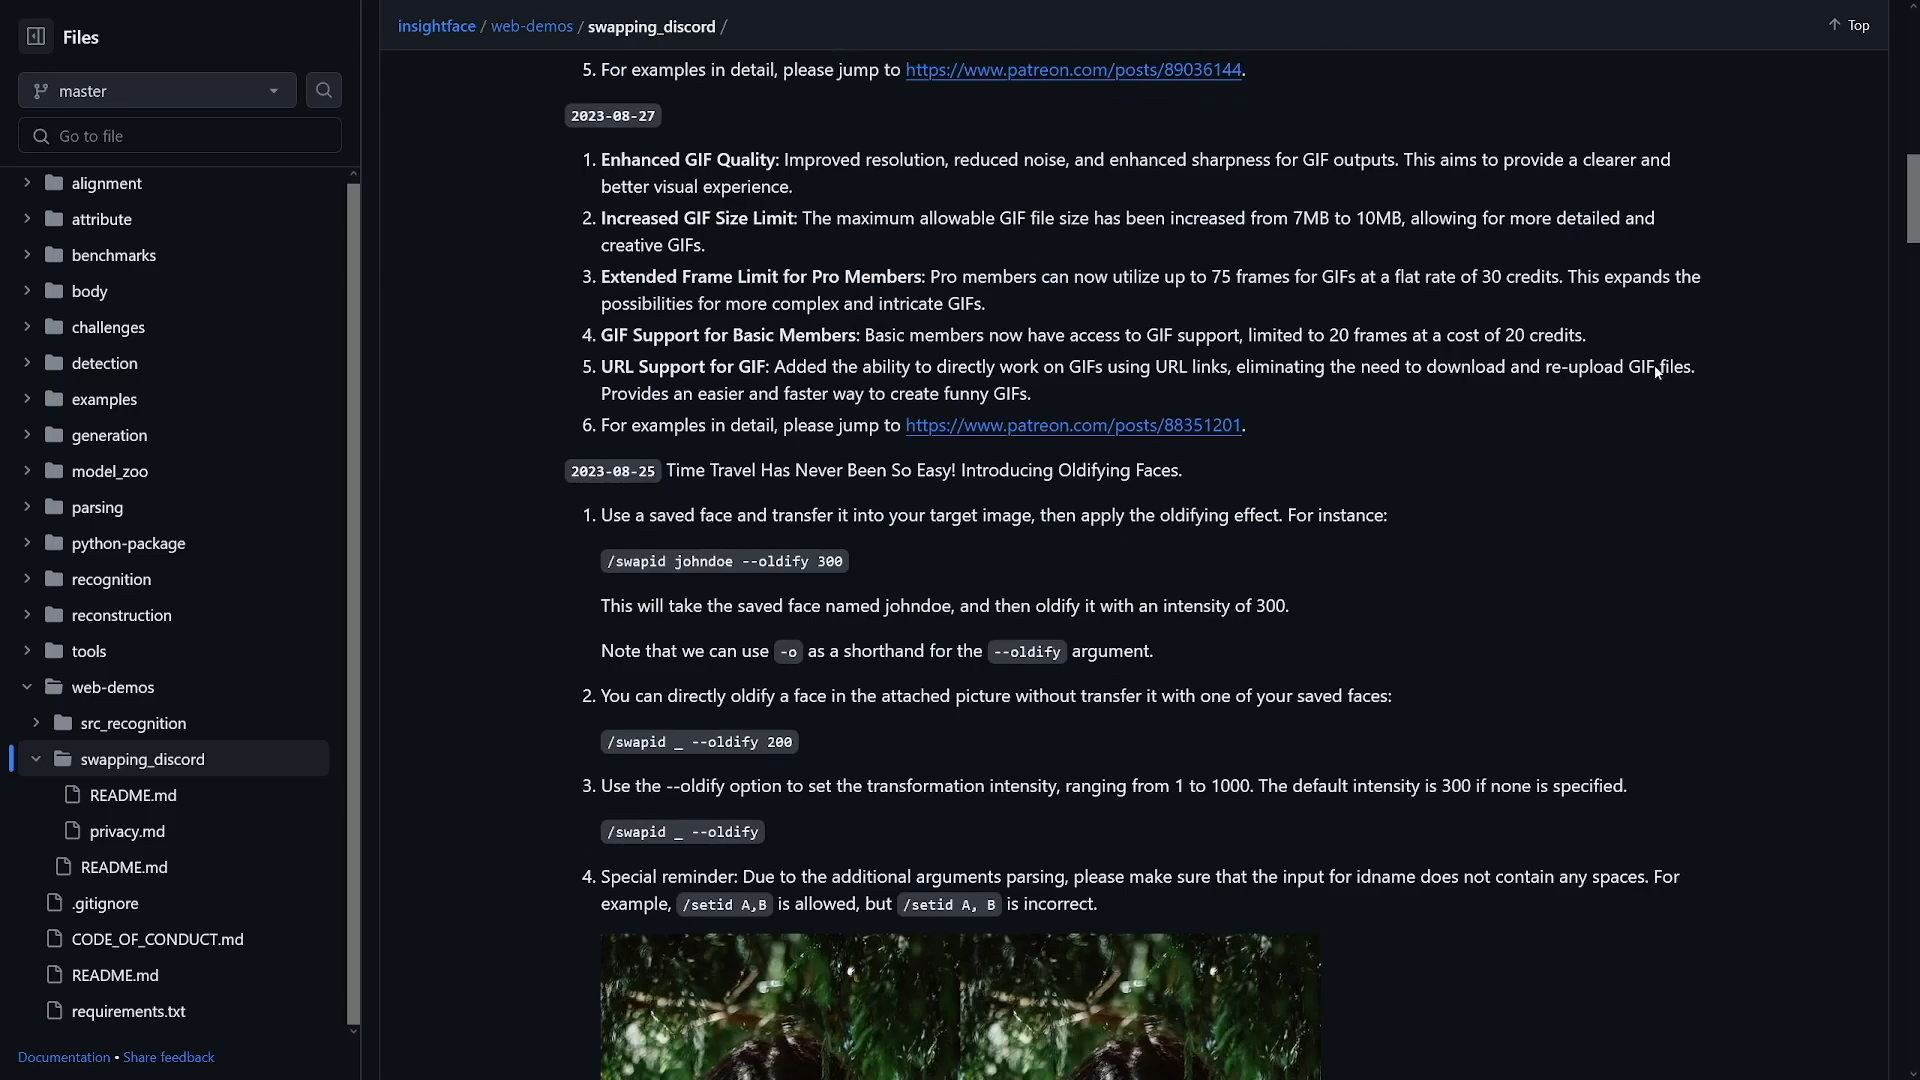 Files
master
Go to file
alignment
attribute
benchmarks
body
challenges
detection
examples
generation
model_zoo
parsing
python-package
recognition
reconstruction
tools
web-demos
src_recognition
swapping_discord
README.md
privacy.md
README.md
.gitignore
CODE_OF_CONDUCT.md
README.md
requirements.txt
Documentation • Share feedback
insightface / web-demos / swapping_discord /
Top
5. For examples in detail, please jump to https://www.patreon.com/posts/89036144.
2023-08-27
1. Enhanced GIF Quality: Improved resolution, reduced noise, and enhanced sharpness for GIF outputs. This aims to provide a clearer and
better visual experience.
2. Increased GIF Size Limit: The maximum allowable GIF file size has been increased from 7MB to 10MB, allowing for more detailed and
creative GIFs.
3. Extended Frame Limit for Pro Members: Pro members can now utilize up to 75 frames for GIFs at a flat rate of 30 credits. This expands the
possibilities for more complex and intricate GIFs.
4. GIF Support for Basic Members: Basic members now have access to GIF support, limited to 20 frames at a cost of 20 credits.
5. URL Support for GIF: Added the ability to directly work on GIFs using URL links, eliminating the need to download and re-upload GIF files.
Provides an easier and faster way to create funny GIFs.
6. For examples in detail, please jump to https://www.patreon.com/posts/88351201.
2023-08-25 Time Travel Has Never Been So Easy! Introducing Oldifying Faces.
1. Use a saved face and transfer it into your target image, then apply the oldifying effect. For instance:
/swapid johndoe --oldify 300
This will take the saved face named johndoe, and then oldify it with an intensity of 300.
Note that we can use -o as a shorthand for the --oldify argument.
2. You can directly oldify a face in the attached picture without transfer it with one of your saved faces:
/swapid _ --oldify 200
3. Use the --oldify option to set the transformation intensity, ranging from 1 to 1000. The default intensity is 300 if none is specified.
/swapid _ --oldify
4. Special reminder: Due to the additional arguments parsing, please make sure that the input for idname does not contain any spaces. For
example, /setid A,B is allowed, but /setid A, B is incorrect.